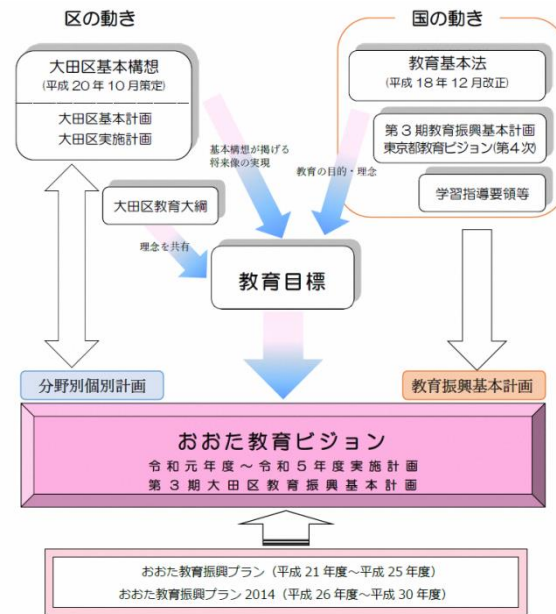 区の動き
国の動き
大田区基本構想
(平成20年10月策定)
大田区基本計画
大田区実施計画
教育基本法
(平成18年12月改正)
第3期教育振興基本計画
東京都教育ビジョン(第4次)
学習指導要領等
基本構想が掲げる
将来像の実現
教育の目的・理念
大田区教育大綱
理念を共有
教育目標
分野別個別計画
教育振興基本計画
おおた教育ビジョン
令和元年度~令和5年度実施計画
第3期大田区教育振興基本計画
おおた教育振興プラン(平成21年度~平成25年度)
おおた教育振興プラン2014(平成26年度~平成30年度)